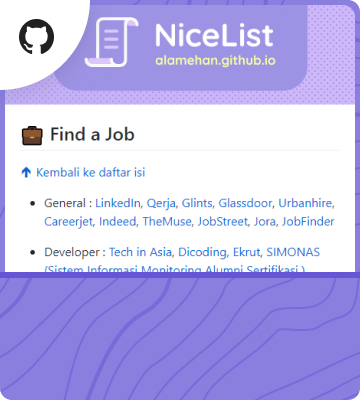 NiceList
alamehan.github.io
Find a Job
Kembali ke daftar isi
General : LinkedIn, Qerja, Glints, Glassdoor, Urbanhire,
Careerjet, Indeed, TheMuse, JobStreet, Jora, JobFinder
Developer : Tech in Asia, Dicoding, Ekrut, SIMONAS
(Sistem Informasi Monitoring Alumni Sertifikasi )